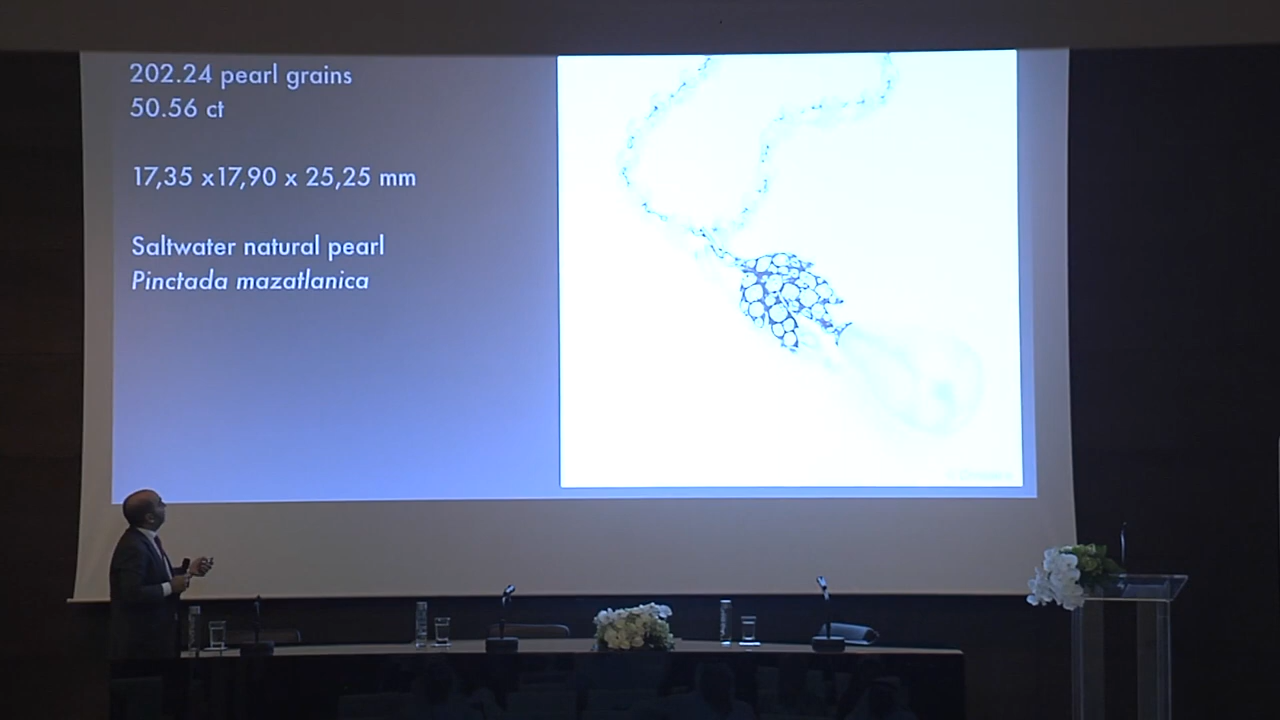 202.24 pearl grains
50.56 ct
17,35 x17,90 x 25,25 mm
Saltwater natural pearl
Pinctada mazatlanica